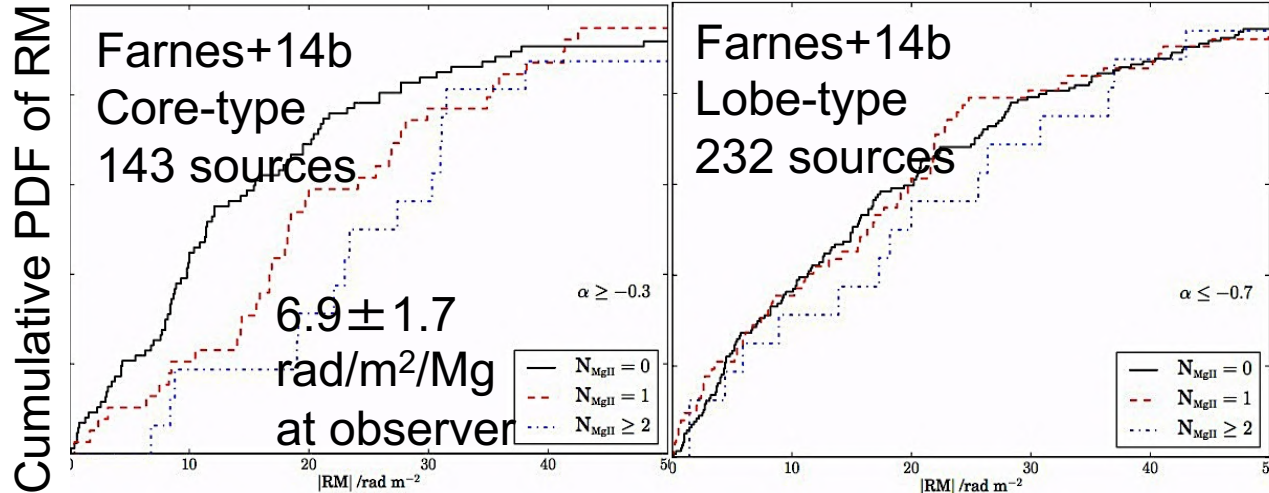 Cumulative PDF of RM
Farnes+14b
Core-type
143 sources
α ≥ −0.3
6.9±1.7
rad/m²/Mg
at observer
N_MgII = 0
N_MgII = 1
N_MgII ≥ 2
0 10 20 30 40 50
|RM| /rad m⁻²
Farnes+14b
Lobe-type
232 sources
α ≤ −0.7
N_MgII = 0
N_MgII = 1
N_MgII ≥ 2
10 20 30 40
|RM| /rad m⁻²